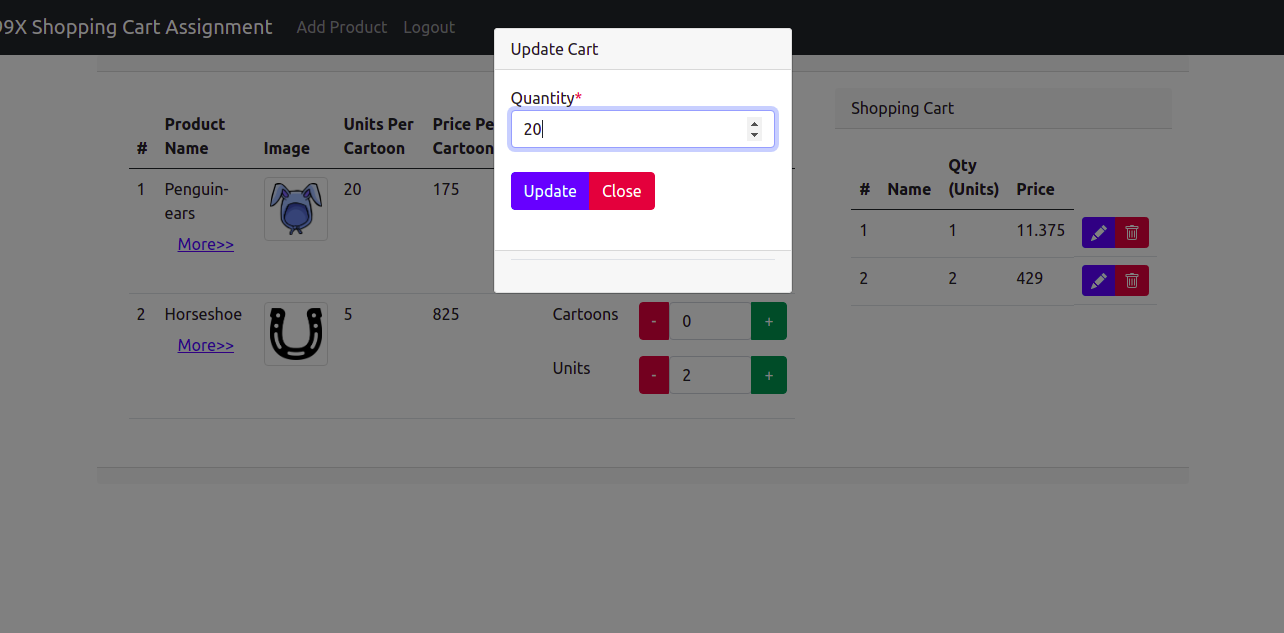 99X Shopping Cart Assignment Add Product Logout
Update Cart
Quantity*
20
Update Close
Shopping Cart
# Product Name Image Units Per Cartoon Price Pe Cartoon
1 Penguin-ears 20 175
More>>
2 Horseshoe 5 825
More>>
Cartoons - 0 +
Units - 2 +
# Name Qty (Units) Price
1 1 11.375
2 2 429